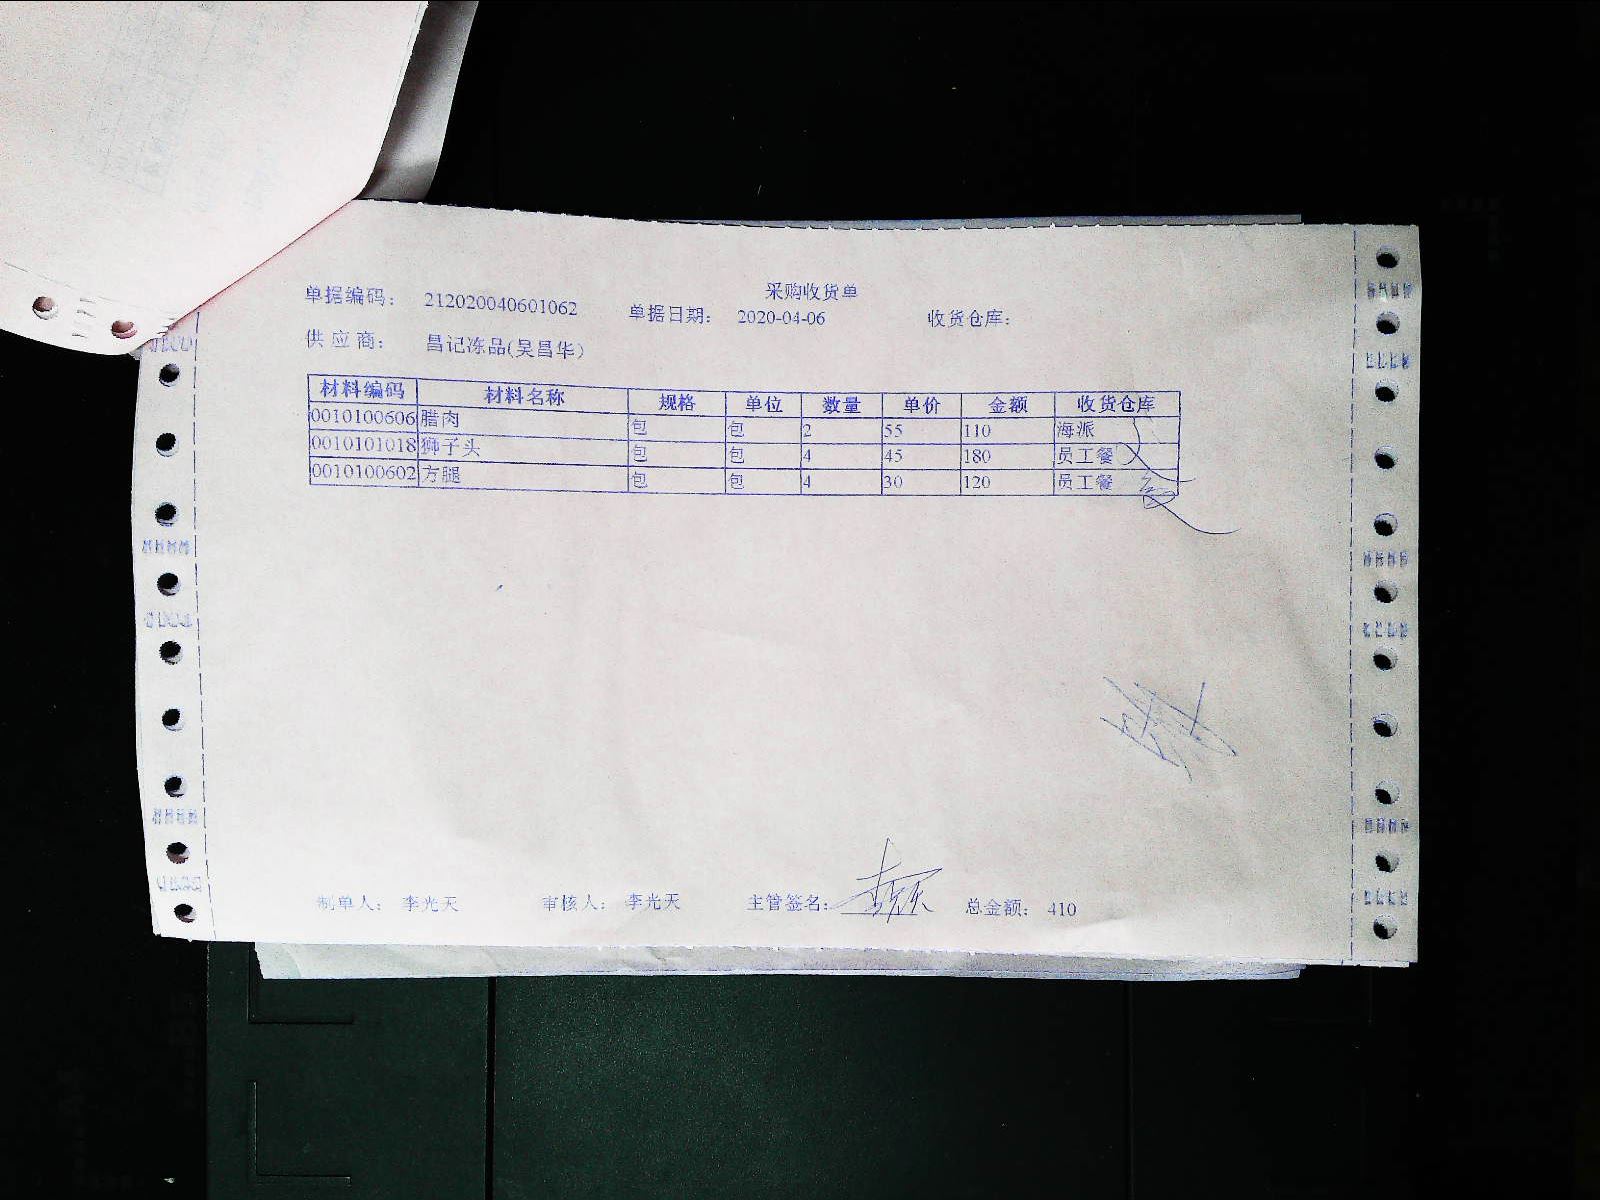 采购收货单
单据编码： 212020040601062 单据日期： 2020-04-06 收货仓库：
供 应 商： 昌记冻品(吴昌华)
材料编码 材料名称 规格 单位 数量 单价 金额 收货仓库
0010100606 腊肉 包 包 2 55 110 海派
0010101018 狮子头 包 包 4 45 180 员工餐
0010100602 方腿 包 包 4 30 120 员工餐
制单人： 李光天 审核人： 李光天 主管签名： 总金额： 410